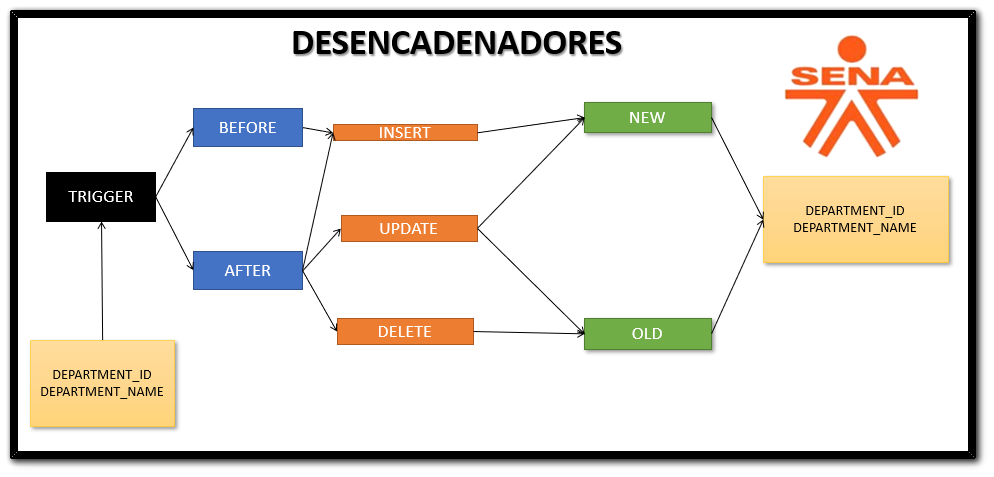 DESENCADENADORES
SENA
BEFORE
INSERT
NEW
TRIGGER
DEPARTMENT_ID
DEPARTMENT_NAME
UPDATE
AFTER
DELETE
OLD
DEPARTMENT_ID
DEPARTMENT_NAME